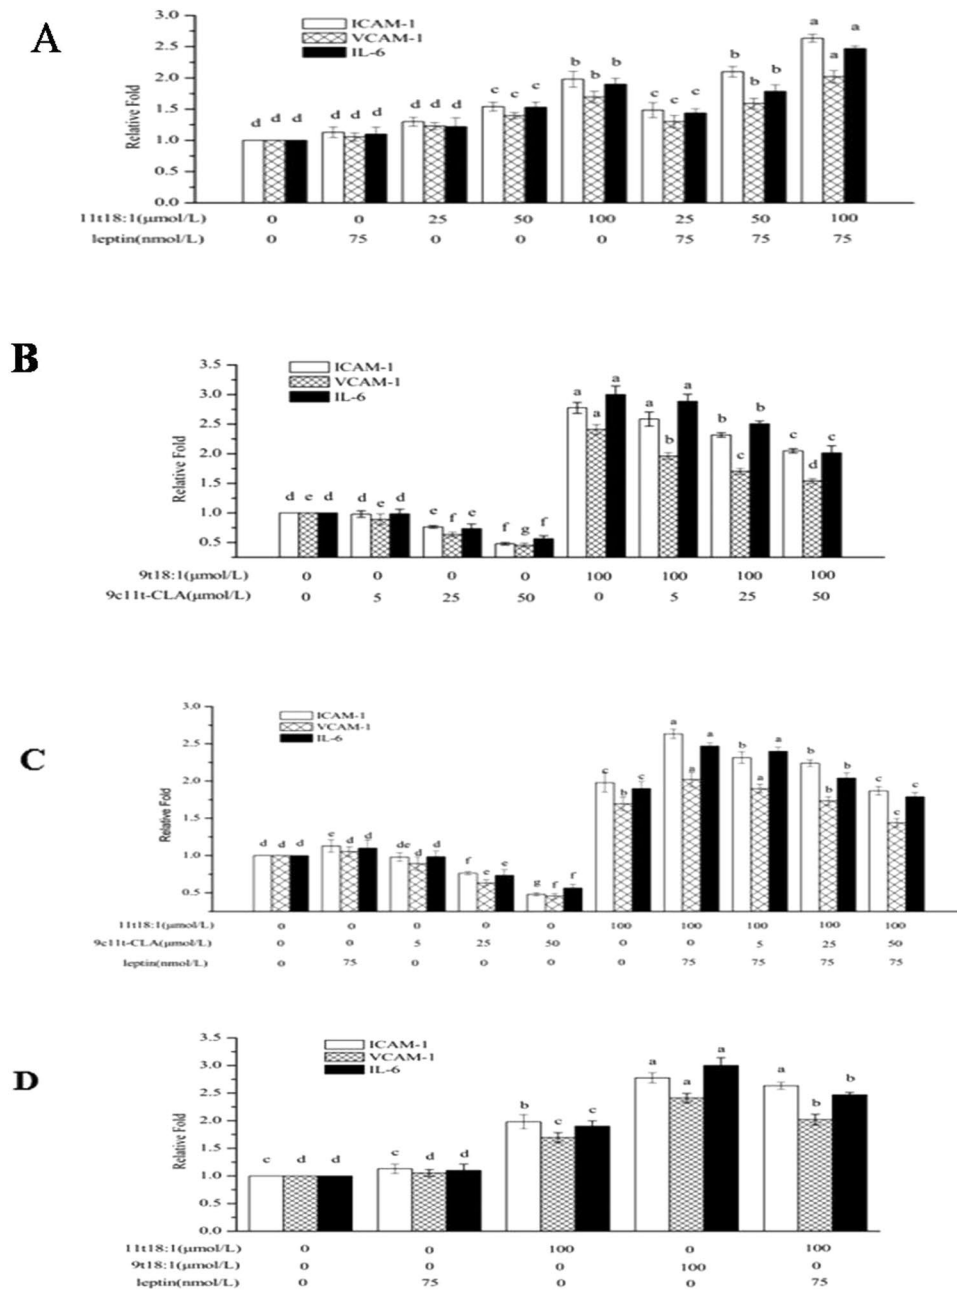 A
3.0
2.5
2.0
1.5
1.0
0.5
0.0
Relative Fold
ICAM-1
VCAM-1
IL-6
d d d d d d d d d c c c b b b c c c b b b a a a
11t18:1(μmol/L) 0 0 25 50 100 25 50 100
leptin(nmol/L) 0 75 0 0 0 75 75 75
B
3.5
3.0
2.5
2.0
1.5
1.0
0.5
Relative Fold
ICAM-1
VCAM-1
IL-6
d e d d e d e f e f g f a a a a b a b c b c d c
9t18:1(μmol/L) 0 0 0 0 100 100 100 100
9c11t-CLA(μmol/L) 0 5 25 50 0 5 25 50
C
3.0
2.5
2.0
1.5
1.0
0.5
Relative Fold
ICAM-1
VCAM-1
IL-6
d d d e d d de d d f e e g f f c b c a a a b a a b b b c c c
11t18:1(μmol/L) 0 0 0 0 0 100 100 100 100 100
9c11t-CLA(μmol/L) 0 0 5 25 50 0 0 5 25 50
leptin(nmol/L) 0 75 0 0 0 0 75 75 75 75
D
3.5
3.0
2.5
2.0
1.5
1.0
0.5
0.0
Relative Fold
ICAM-1
VCAM-1
IL-6
c d d c d d b c c a a a a b b
11t18:1(μmol/L) 0 0 100 0 100
9t18:1(μmol/L) 0 0 0 100 0
leptin(nmol/L) 0 75 0 0 75